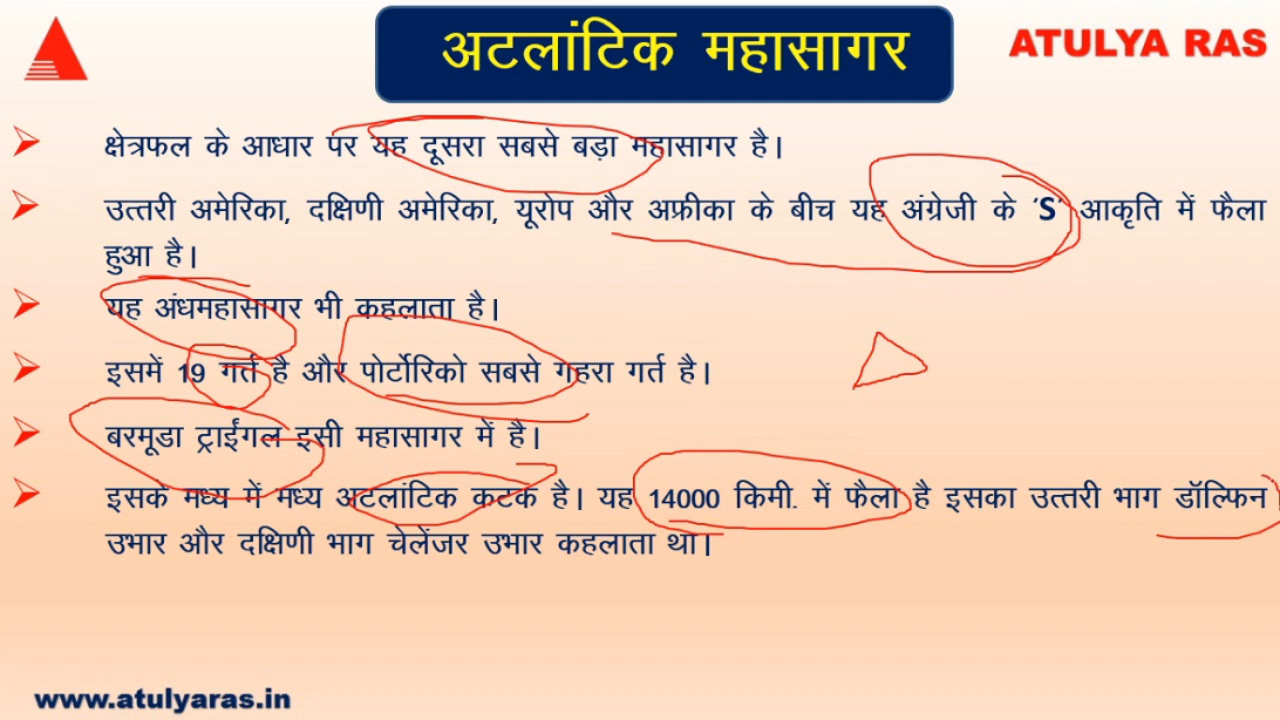 अटलांटिक महासागर
ATULYA RAS
क्षेत्रफल के आधार पर यह दूसरा सबसे बड़ा महासागर है।
उत्तरी अमेरिका, दक्षिणी अमेरिका, यूरोप और अफ्रीका के बीच यह अंग्रेजी के ‘S’ आकृति में फैला
हुआ है।
यह अंधमहासागर भी कहलाता है।
इसमें 19 गर्त है और पोर्टोरिको सबसे गहरा गर्त है।
बरमूडा ट्राईंगल इसी महासागर में है।
इसके मध्य में मध्य अटलांटिक कटक है। यह 14000 किमी. में फैला है इसका उत्तरी भाग डॉल्फिन
उभार और दक्षिणी भाग चेलेंजर उभार कहलाता था।
www.atulyaras.in